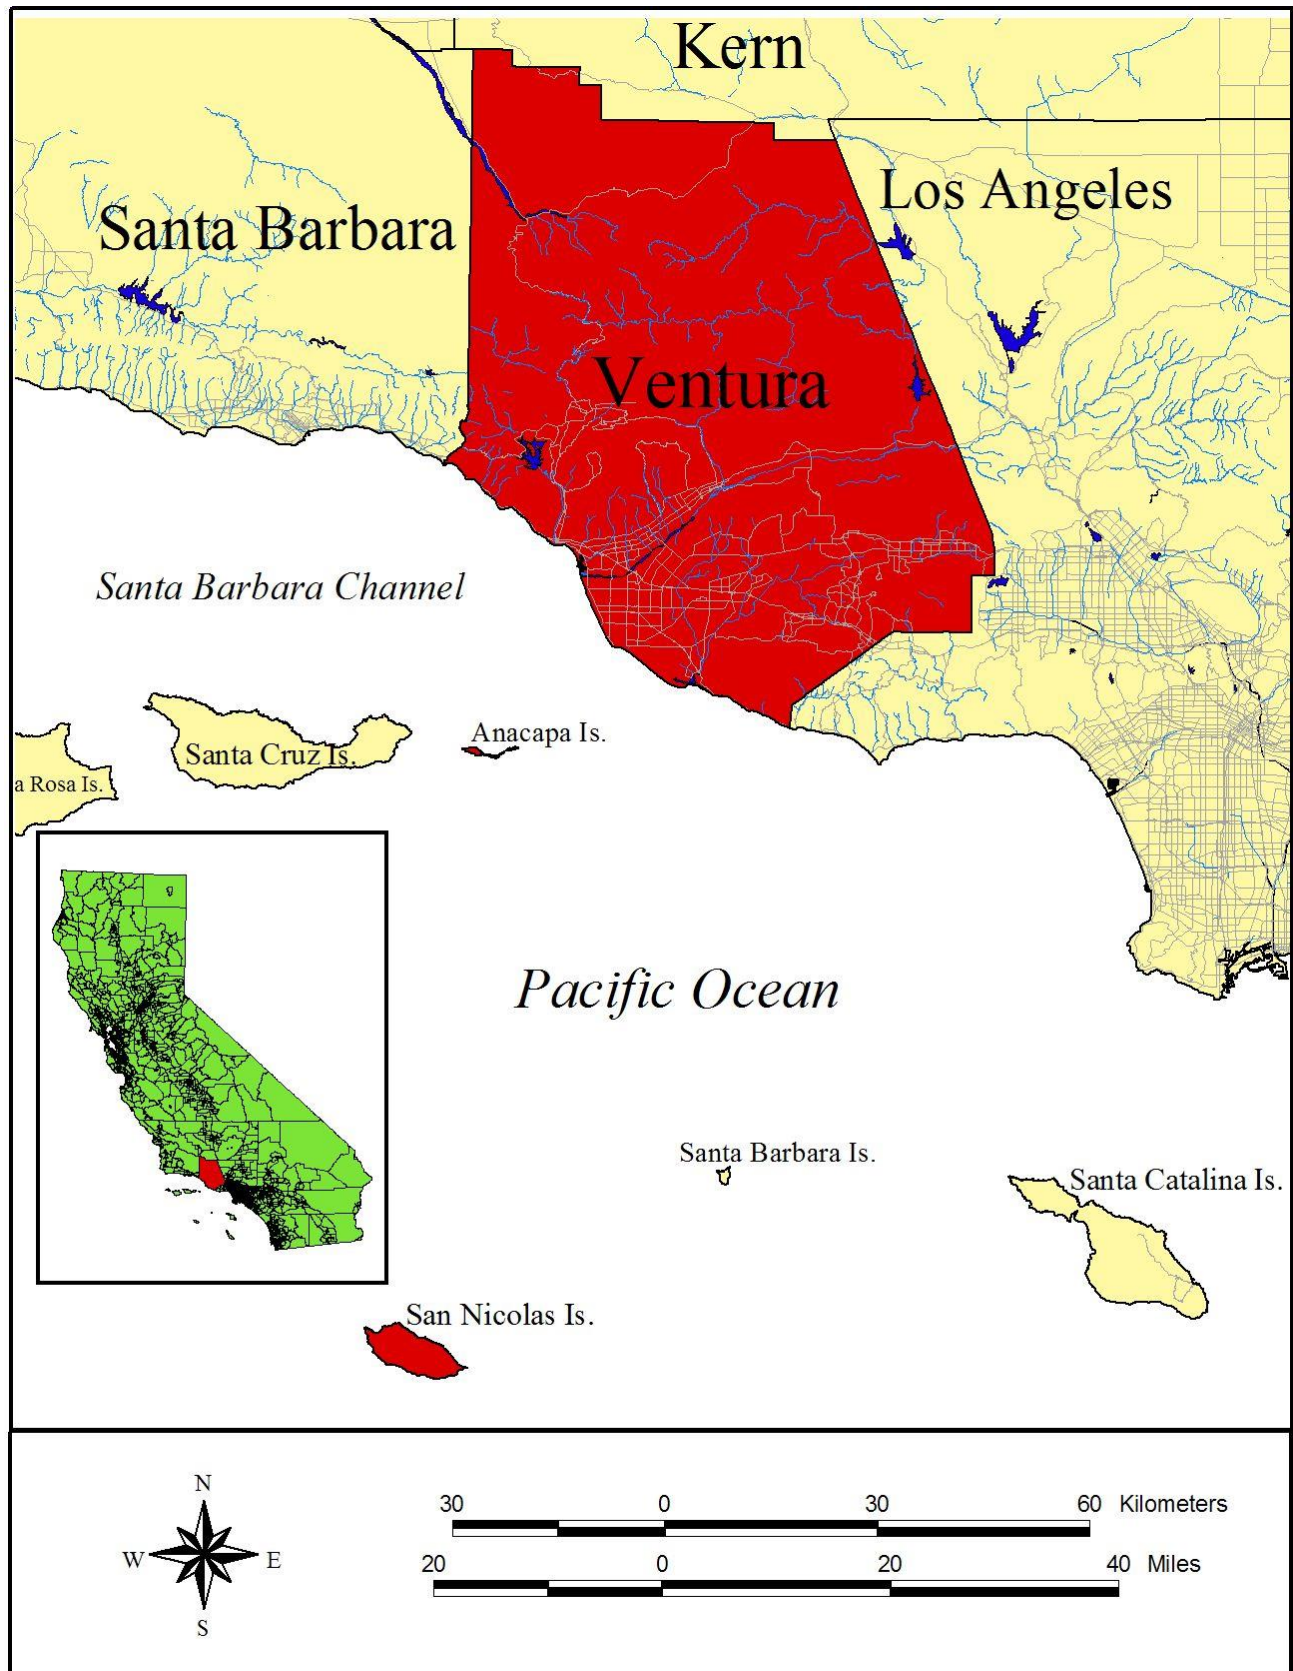 Kern
Los Angeles
Santa Barbara
Ventura
Santa Barbara Channel
Anacapa Is.
Santa Cruz Is.
a Rosa Is.
Pacific Ocean
Santa Barbara Is.
Santa Catalina Is.
San Nicolas Is.
N
W E
S
30 0 30 60 Kilometers
20 0 20 40 Miles